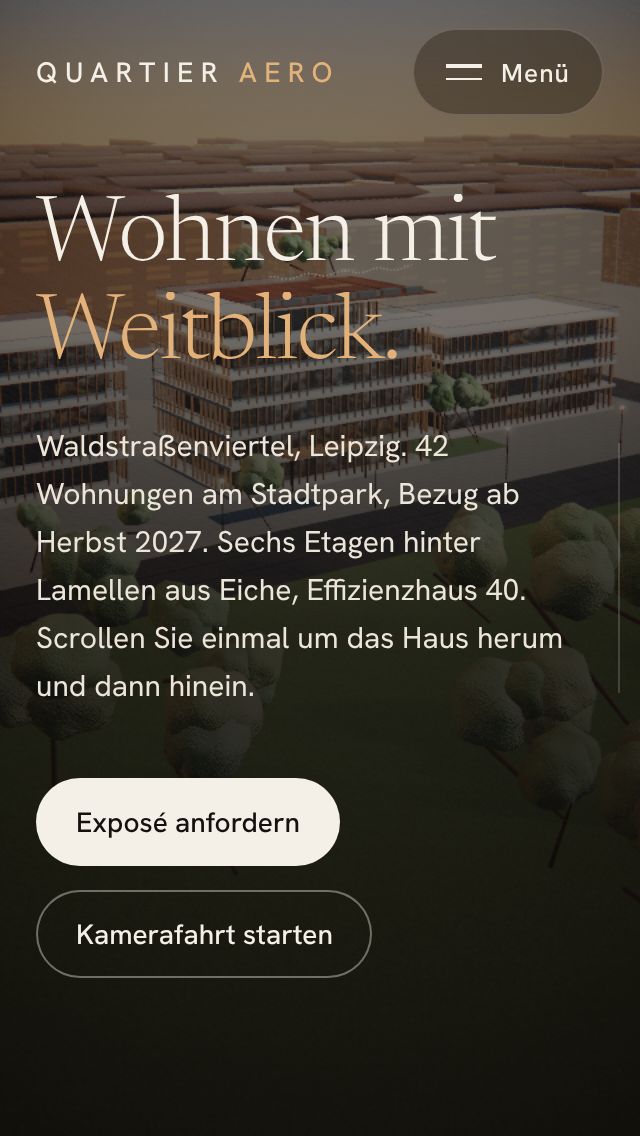 QUARTIER AERO
Menü
Wohnen mit
Weitblick.
Waldstraßenviertel, Leipzig. 42
Wohnungen am Stadtpark, Bezug ab
Herbst 2027. Sechs Etagen hinter
Lamellen aus Eiche, Effizienzhaus 40.
Scrollen Sie einmal um das Haus herum
und dann hinein.
Exposé anfordern
Kamerafahrt starten